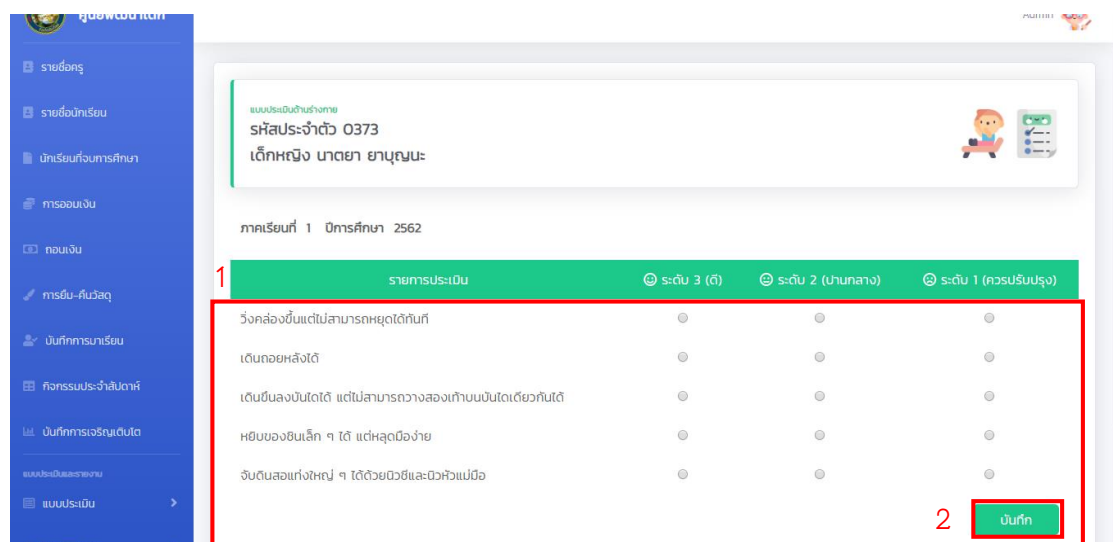 ศูนย์พัฒนาเด็ก
Admin
รายชื่อครู
รายชื่อนักเรียน
นักเรียนที่จบการศึกษา
การออมเงิน
ถอนเงิน
การยืม-คืนวัสดุ
บันทึกการมาเรียน
กิจกรรมประจำสัปดาห์
บันทึกการเจริญเติบโต
แบบประเมินและรายงาน
แบบประเมิน
แบบประเมินด้านร่างกาย
รหัสประจำตัว 0373
เด็กหญิง นาตยา ยาบุญนะ
ภาคเรียนที่ 1 ปีการศึกษา 2562
1
รายการประเมิน ระดับ 3 (ดี) ระดับ 2 (ปานกลาง) ระดับ 1 (ควรปรับปรุง)
วิ่งคล่องขึ้นแต่ไม่สามารถหยุดได้ทันที
เดินถอยหลังได้
เดินขึ้นลงบันไดได้ แต่ไม่สามารถวางสองเท้าบนบันไดเดียวกันได้
หยิบของชิ้นเล็ก ๆ ได้ แต่หลุดมือง่าย
จับดินสอแท่งใหญ่ ๆ ได้ด้วยนิ้วชี้และนิ้วหัวแม่มือ
2 บันทึก